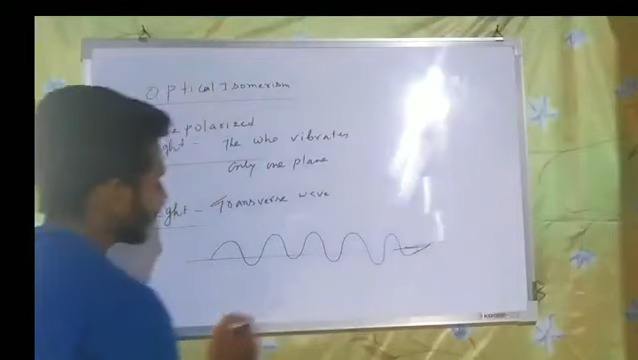 Optical Isomerism
polarized
ght - The who vibrates
only one plane
ght - Transverse wave